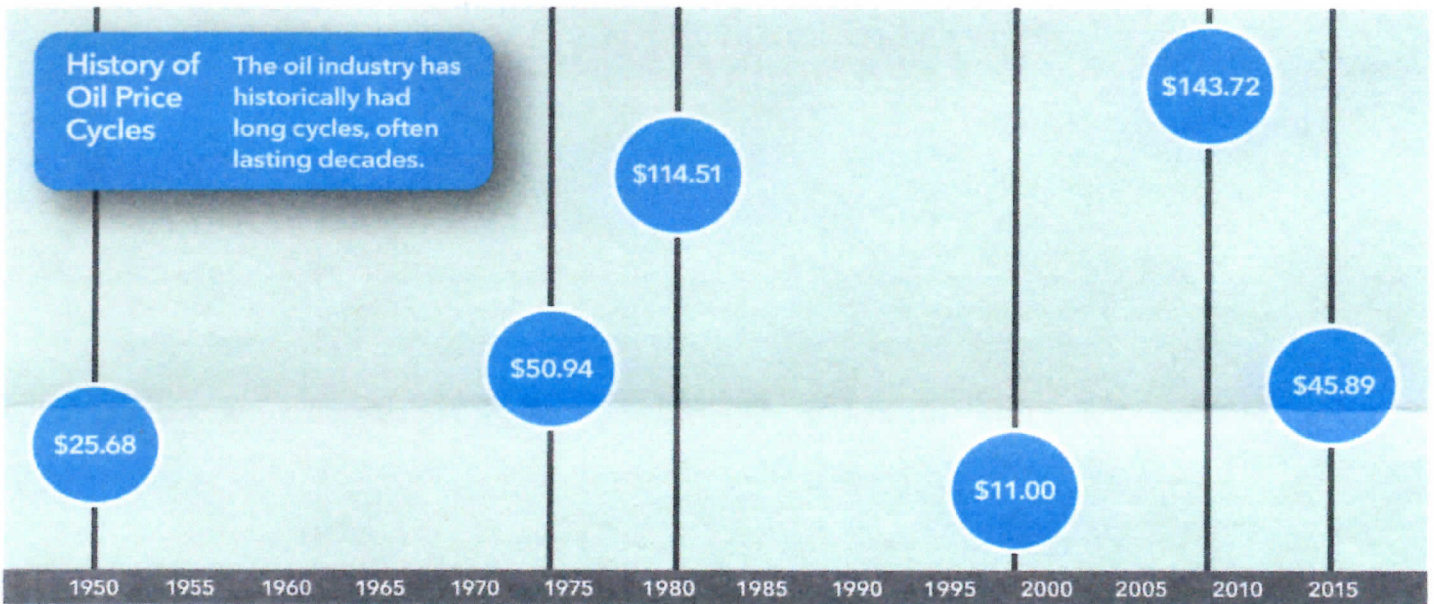 History of
Oil Price
Cycles
The oil industry has
historically had
long cycles, often
lasting decades.
$143.72
$114.51
$50.94
$45.89
$25.68
$11.00
1950 1955 1960 1965 1970 1975 1980 1985 1990 1995 2000 2005 2010 2015